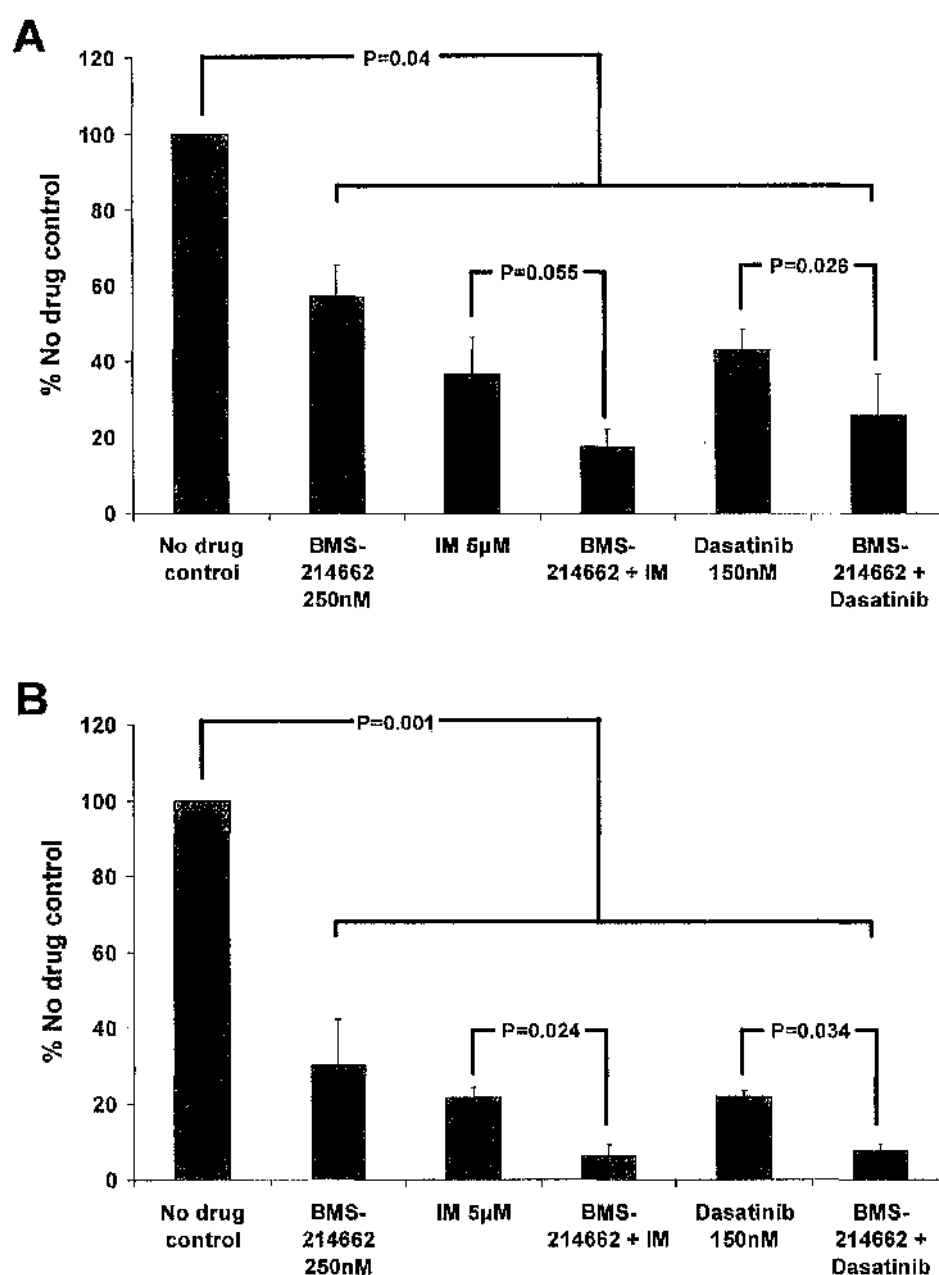 A
120
P=0.04
100
80
P=0.055
P=0.026
60
40
20
0
% No drug control
No drug
control
BMS-
214662
250nM
IM 5µM
BMS-
214662 + IM
Dasatinib
150nM
BMS-
214662 +
Dasatinib
B
120
P=0.001
100
80
60
40
P=0.024
P=0.034
20
0
% No drug control
No drug
control
BMS-
214662
250nM
IM 5µM
BMS-
214662 + IM
Dasatinib
150nM
BMS-
214662 +
Dasatinib